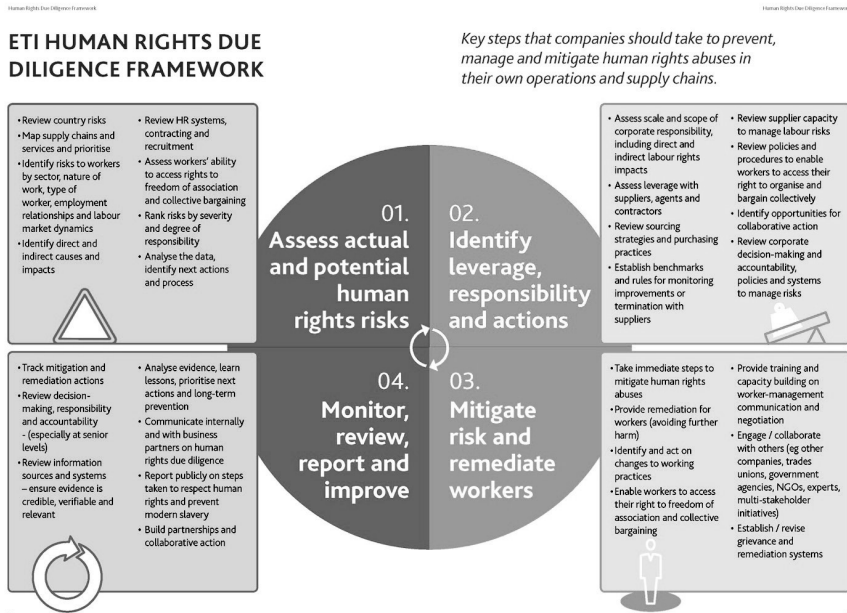 Human Rights Due Diligence Framework
Human Rights Due Diligence Framewor
ETI HUMAN RIGHTS DUE
DILIGENCE FRAMEWORK
Key steps that companies should take to prevent,
manage and mitigate human rights abuses in
their own operations and supply chains.
• Review country risks
• Map supply chains and
services and prioritise
• Identify risks to workers
by sector, nature of
work, type of
worker, employment
relationships and labour
market dynamics
• Identify direct and
indirect causes and
impacts
• Review HR systems,
contracting and
recruitment
• Assess workers' ability
to access rights to
freedom of association
and collective bargaining
• Rank risks by severity
and degree of
responsibility
• Analyse the data,
identify next actions
and process
01.
Assess actual
and potential
human
rights risks
02.
Identify
leverage,
responsibility
and actions
• Assess scale and scope of
corporate responsibility,
including direct and
indirect labour rights
impacts
• Assess leverage with
suppliers, agents and
contractors
• Review sourcing
strategies and purchasing
practices
• Establish benchmarks
and rules for monitoring
improvements or
termination with
suppliers
• Review supplier capacity
to manage labour risks
• Review policies and
procedures to enable
workers to access their
right to organise and
bargain collectively
• Identify opportunities for
collaborative action
• Review corporate
decision-making and
accountability,
policies and systems
to manage risks
• Track mitigation and
remediation actions
• Review decision-
making, responsibility
and accountability
- (especially at senior
levels)
• Review information
sources and systems
– ensure evidence is
credible, verifiable and
relevant
• Analyse evidence, learn
lessons, prioritise next
actions and long-term
prevention
• Communicate internally
and with business
partners on human
rights due diligence
• Report publicly on steps
taken to respect human
rights and prevent
modern slavery
• Build partnerships and
collaborative action
04.
Monitor,
review,
report and
improve
03.
Mitigate
risk and
remediate
workers
• Take immediate steps to
mitigate human rights
abuses
• Provide remediation for
workers (avoiding further
harm)
• Identify and act on
changes to working
practices
• Enable workers to access
their right to freedom of
association and collective
bargaining
• Provide training and
capacity building on
worker-management
communication and
negotiation
• Engage / collaborate
with others (eg other
companies, trades
unions, government
agencies, NGOs, experts,
multi-stakeholder
initiatives)
• Establish / revise
grievance and
remediation systems